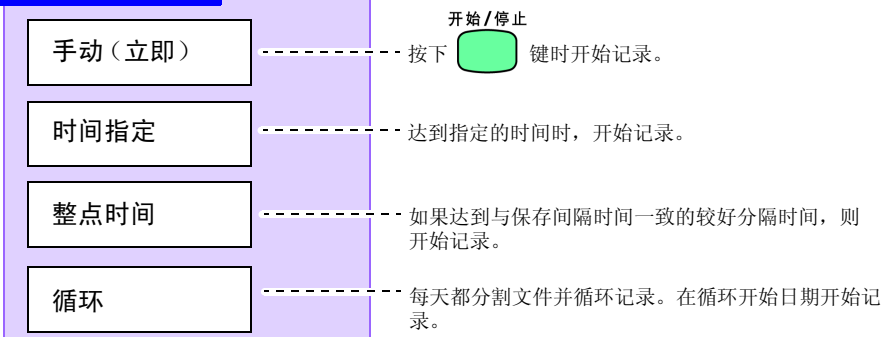 开始/停止
手动（立即）
按下 键时开始记录。
时间指定
达到指定的时间时，开始记录。
整点时间
如果达到与保存间隔时间一致的较好分隔时间，则
开始记录。
循环
每天都分割文件并循环记录。在循环开始日期开始记
录。